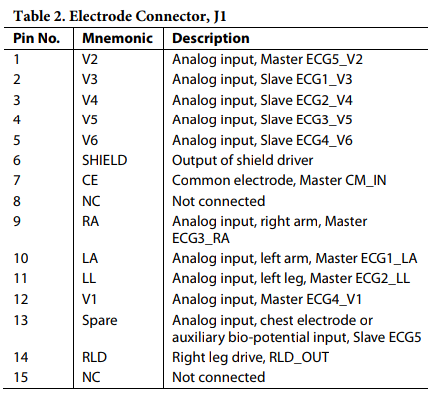 Table 2. Electrode Connector, J1
Pin No. Mnemonic Description
1 V2 Analog input, Master ECG5_V2
2 V3 Analog input, Slave ECG1_V3
3 V4 Analog input, Slave ECG2_V4
4 V5 Analog input, Slave ECG3_V5
5 V6 Analog input, Slave ECG4_V6
6 SHIELD Output of shield driver
7 CE Common electrode, Master CM_IN
8 NC Not connected
9 RA Analog input, right arm, Master
ECG3_RA
10 LA Analog input, left arm, Master ECG1_LA
11 LL Analog input, left leg, Master ECG2_LL
12 V1 Analog input, Master ECG4_V1
13 Spare Analog input, chest electrode or
auxiliary bio-potential input, Slave ECG5
14 RLD Right leg drive, RLD_OUT
15 NC Not connected